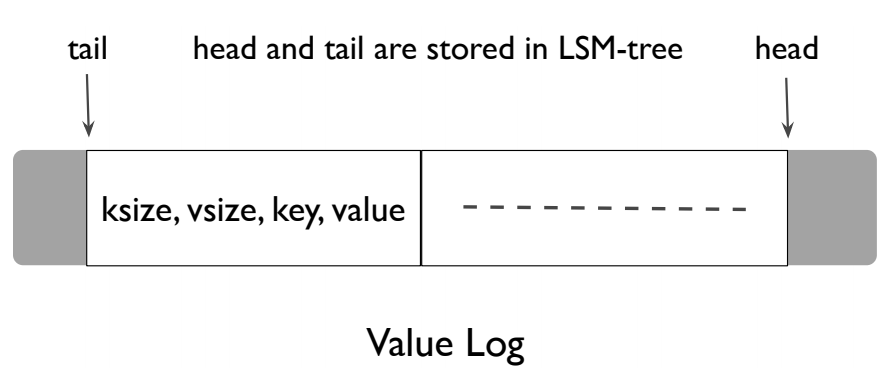 tail head and tail are stored in LSM-tree head
ksize, vsize, key, value
Value Log